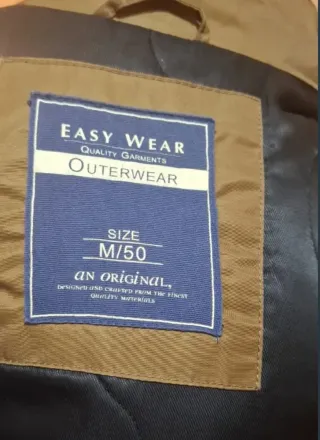 EASY WEAR
QUALITY GARMENTS
OUTERWEAR
SIZE
M/50
AN ORIGINAL,
DESIGNED AND CRAFTED FROM THE FINEST
QUALITY MATERIALS